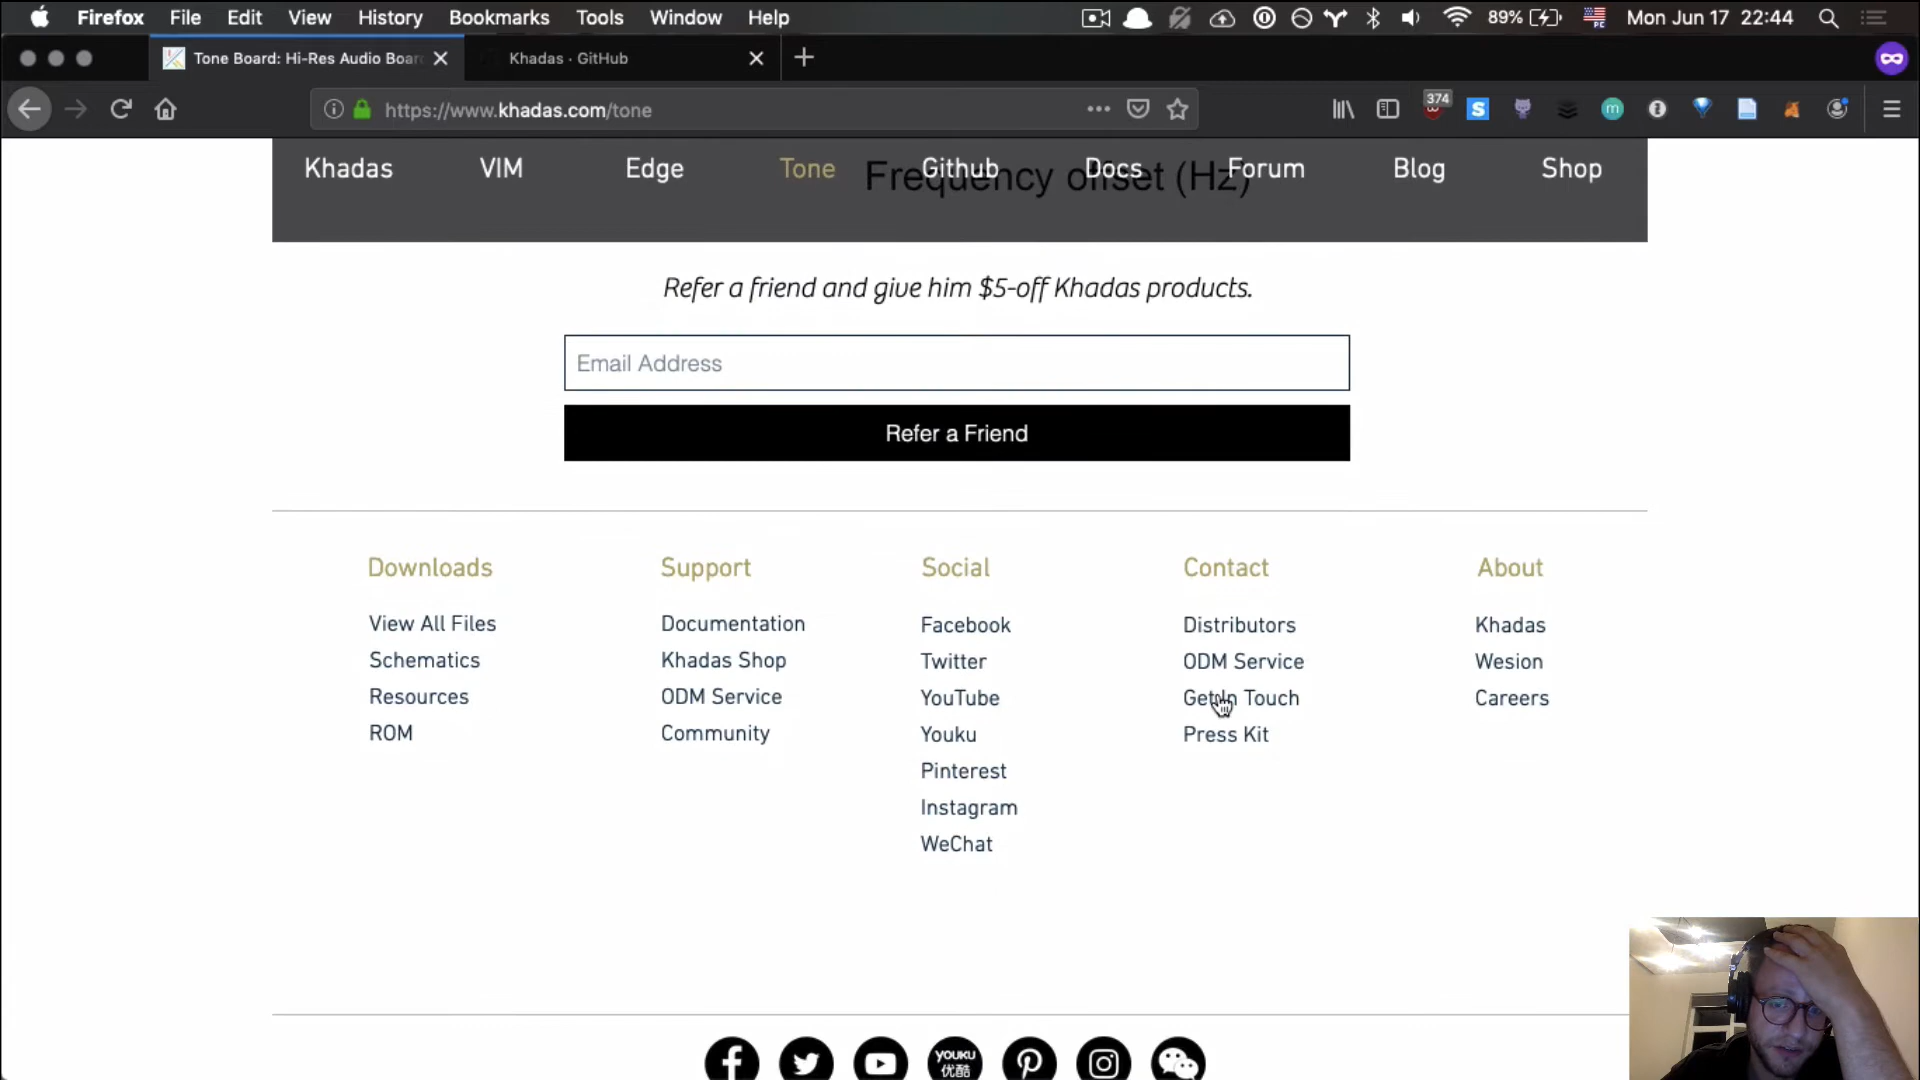 Firefox File Edit View History Bookmarks Tools Window Help 89% Mon Jun 17 22:44
Tone Board: Hi-Res Audio Boar Khadas · GitHub
https://www.khadas.com/tone 374 S m
Khadas VIM Edge Tone Github Docs Forum Blog Shop
Frequency offset (Hz)
Refer a friend and give him $5-off Khadas products.
Email Address
Refer a Friend
Downloads Support Social Contact About
View All Files Documentation Facebook Distributors Khadas
Schematics Khadas Shop Twitter ODM Service Wesion
Resources ODM Service YouTube Get In Touch Careers
ROM Community Youku Press Kit
Pinterest
Instagram
WeChat
YOUKU
优酷